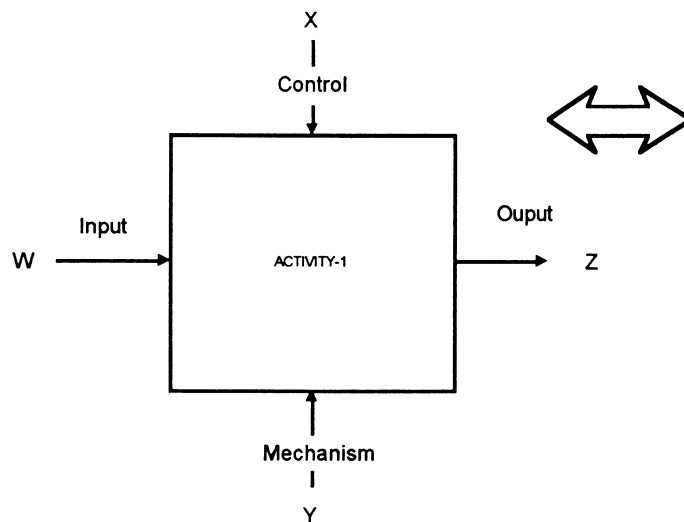 X
Control
Input
Ouput
W
ACTIVITY-1
Z
Mechanism
Y